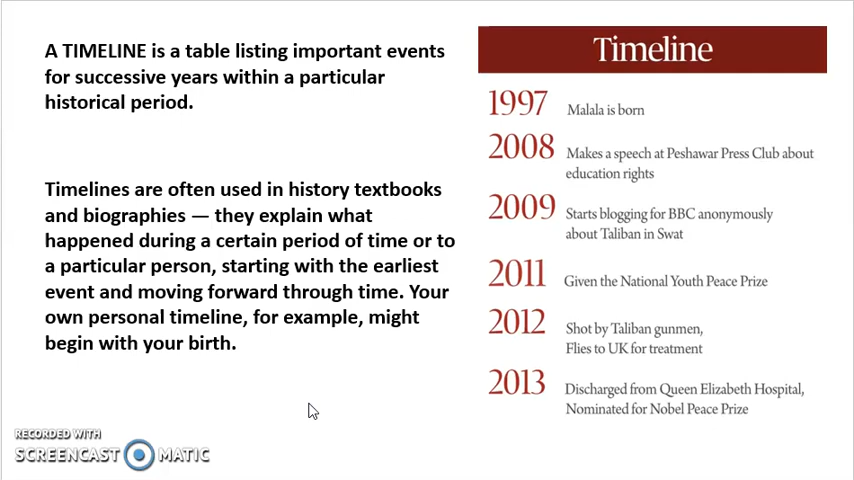 A TIMELINE is a table listing important events
for successive years within a particular
historical period.
Timelines are often used in history textbooks
and biographies — they explain what
happened during a certain period of time or to
a particular person, starting with the earliest
event and moving forward through time. Your
own personal timeline, for example, might
begin with your birth.
Timeline
1997 Malala is born
2008 Makes a speech at Peshawar Press Club about
education rights
2009 Starts blogging for BBC anonymously
about Taliban in Swat
2011 Given the National Youth Peace Prize
2012 Shot by Taliban gunmen,
Flies to UK for treatment
2013 Discharged from Queen Elizabeth Hospital,
Nominated for Nobel Peace Prize
RECORDED WITH
SCREENCAST MATIC